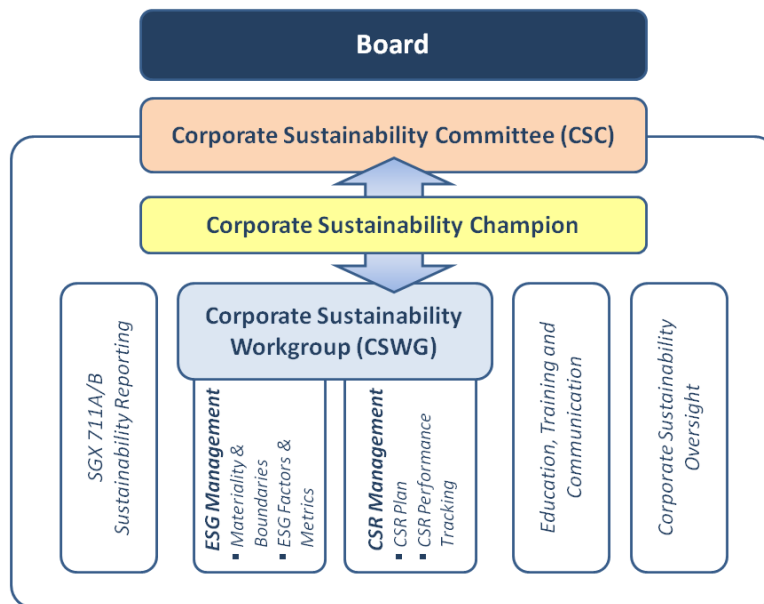 Board
Corporate Sustainability Committee (CSC)
Corporate Sustainability Champion
Corporate Sustainability
Workgroup (CSWG)
SGX 711A/B
Sustainability Reporting
ESG Management
▪ Materiality &
Boundaries
▪ ESG Factors &
Metrics
CSR Management
▪ CSR Plan
▪ CSR Performance
Tracking
Education, Training and
Communication
Corporate Sustainability
Oversight